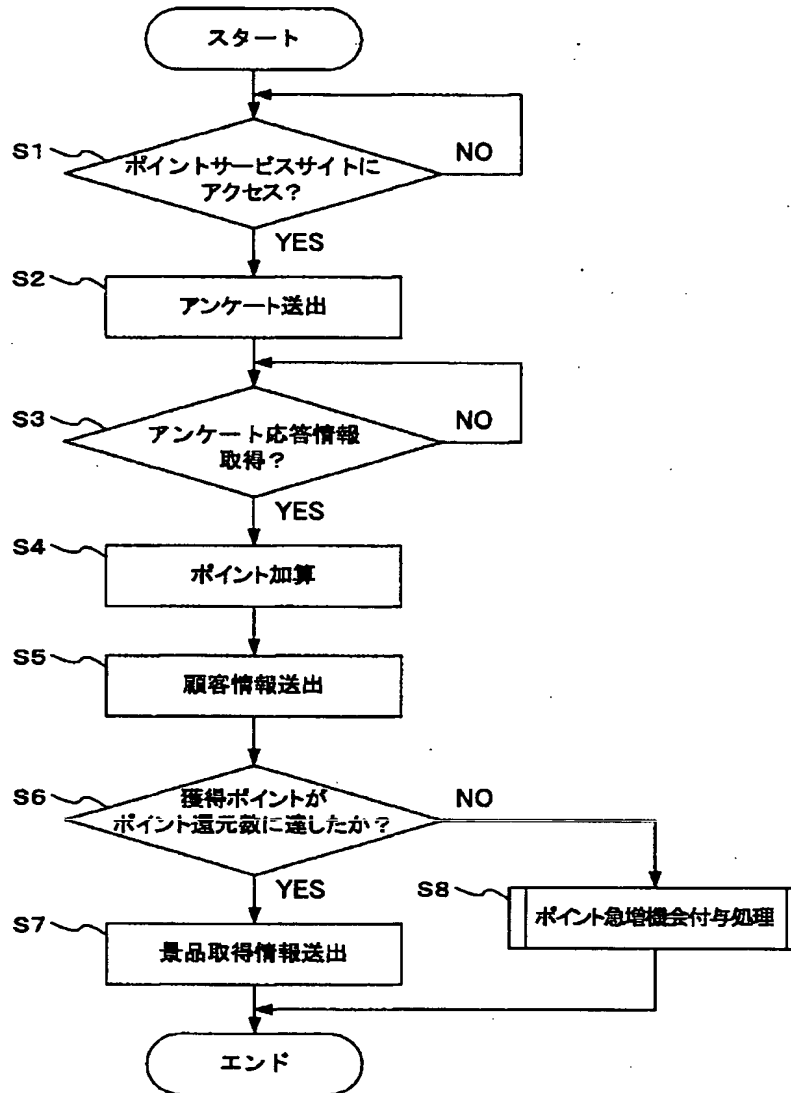 スタート
S1
ポイントサービスサイトに
アクセス?
NO
YES
S2
アンケート送出
S3
アンケート応答情報
取得?
NO
YES
S4
ポイント加算
S5
顧客情報送出
S6
獲得ポイントが
ポイント還元数に達したか?
NO
YES
S7
景品取得情報送出
S8
ポイント急増機会付与処理
エンド